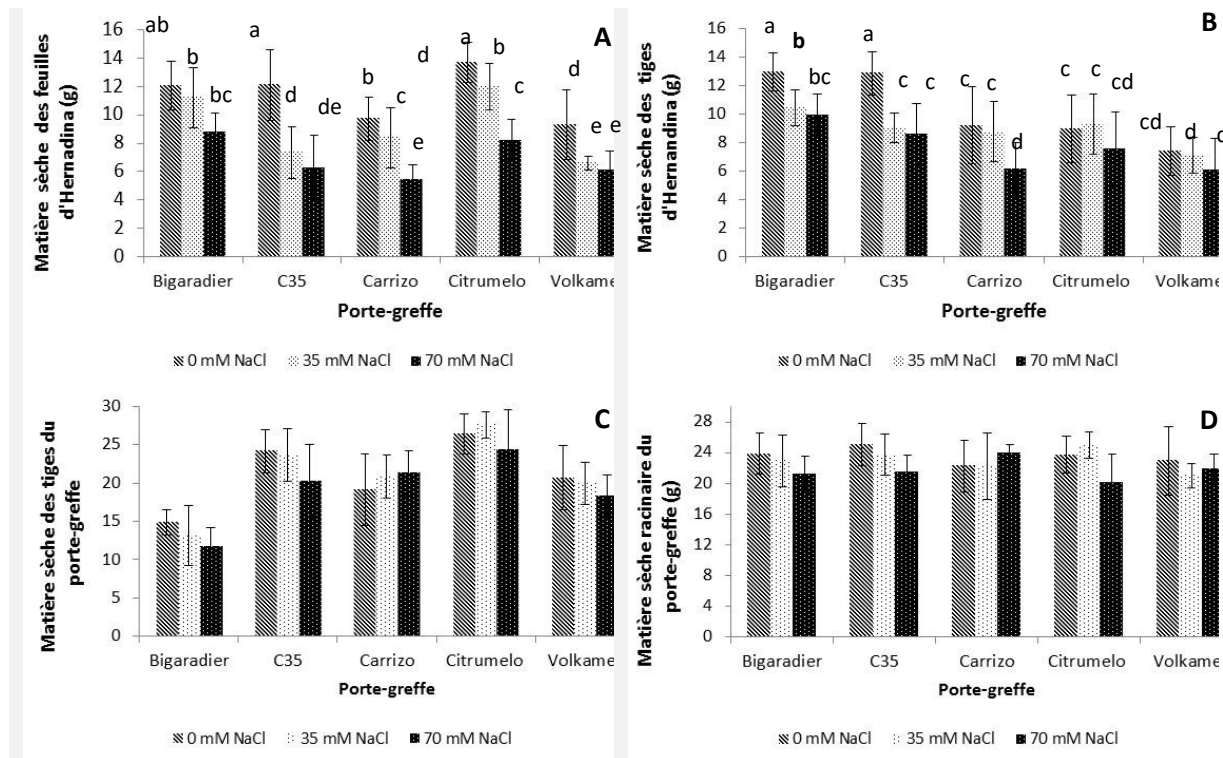 A
Matière sèche des feuilles
d'Hernadina (g)
16
14
12
10
8
6
4
2
0
ab
b
bc
a
d
de
b
c
d
e
a
b
c
d
e
e
Bigaradier C35 Carrizo Citrumelo Volkame
Porte-greffe
0 mM NaCl 35 mM NaCl 70 mM NaCl
B
Matière sèche des tiges
d'Hernandina (g)
16
14
12
10
8
6
4
2
0
a
b
bc
a
c
c
c
c
d
c
c
cd
cd
d
Bigaradier C35 Carrizo Citrumelo Volkame
Porte-greffe
0 mM NaCl 35 mM NaCl 70 mM NaCl
C
Matière sèche des tiges du
porte-greffe
30
25
20
15
10
5
0
Bigaradier C35 Carrizo Citrumelo Volkame
Porte-greffe
0 mM NaCl 35 mM NaCl 70 mM NaCl
D
Matière sèche racinaire du
porte-greffe (g)
28
24
20
16
12
8
4
0
Bigaradier C35 Carrizo Citrumelo Volkame
Porte-greffe
0 mM NaCl 35 mM NaCl 70 mM NaCl